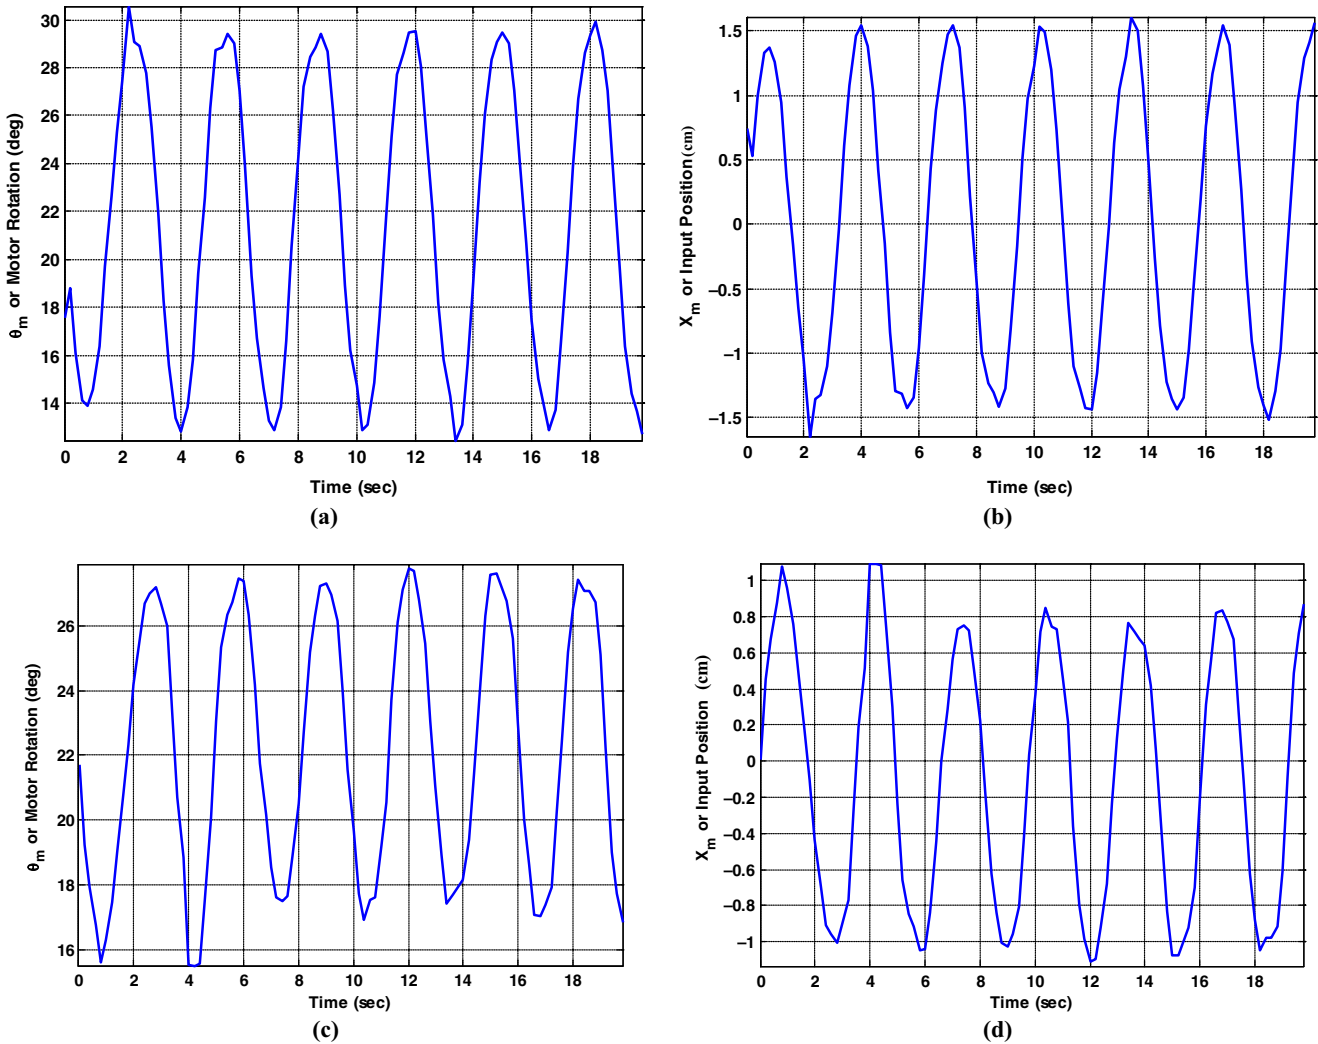 30
28
26
24
22
20
18
16
14
θm or Motor Rotation (deg)
0 2 4 6 8 10 12 14 16 18
Time (sec)
(a)
1.5
1
0.5
0
−0.5
−1
−1.5
Xm or Input Position (cm)
0 2 4 6 8 10 12 14 16 18
Time (sec)
(b)
26
24
22
20
18
16
θm or Motor Rotation (deg)
0 2 4 6 8 10 12 14 16 18
Time (sec)
(c)
1
0.8
0.6
0.4
0.2
0
−0.2
−0.4
−0.6
−0.8
−1
Xm or Input Position (cm)
0 2 4 6 8 10 12 14 16 18
Time (sec)
(d)